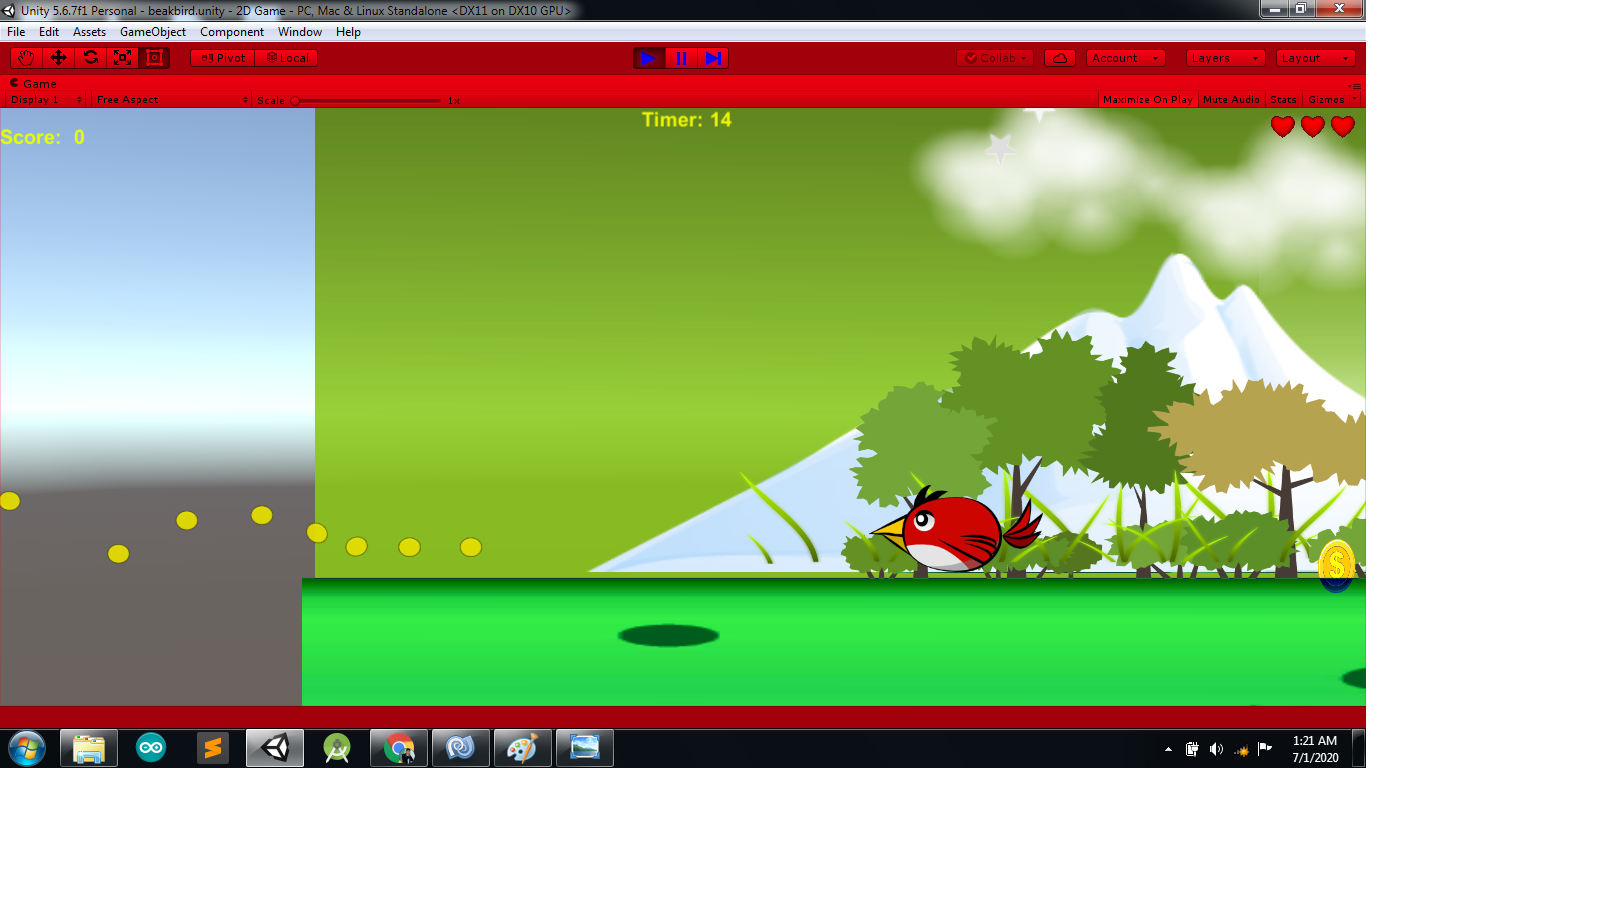 Unity 5.6.7f1 Personal - beakbird.unity - 2D Game - PC, Mac & Linux Standalone <DX11 on DX10 GPU>
File Edit Assets GameObject Component Window Help
Pivot Local Collab Account Layers Layout
Game
Display 1 Free Aspect Scale 1x Maximize On Play Mute Audio Stats Gizmos
Timer: 14
Score: 0
$
1:21 AM
7/1/2020